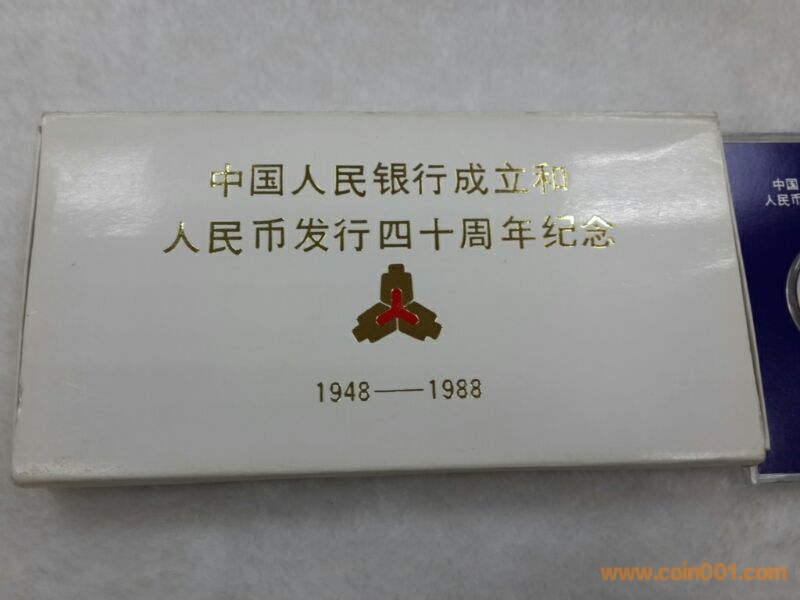 中国人民银行成立和
人民币发行四十周年纪念
1948——1988
中国
人民币
www.coin001.com